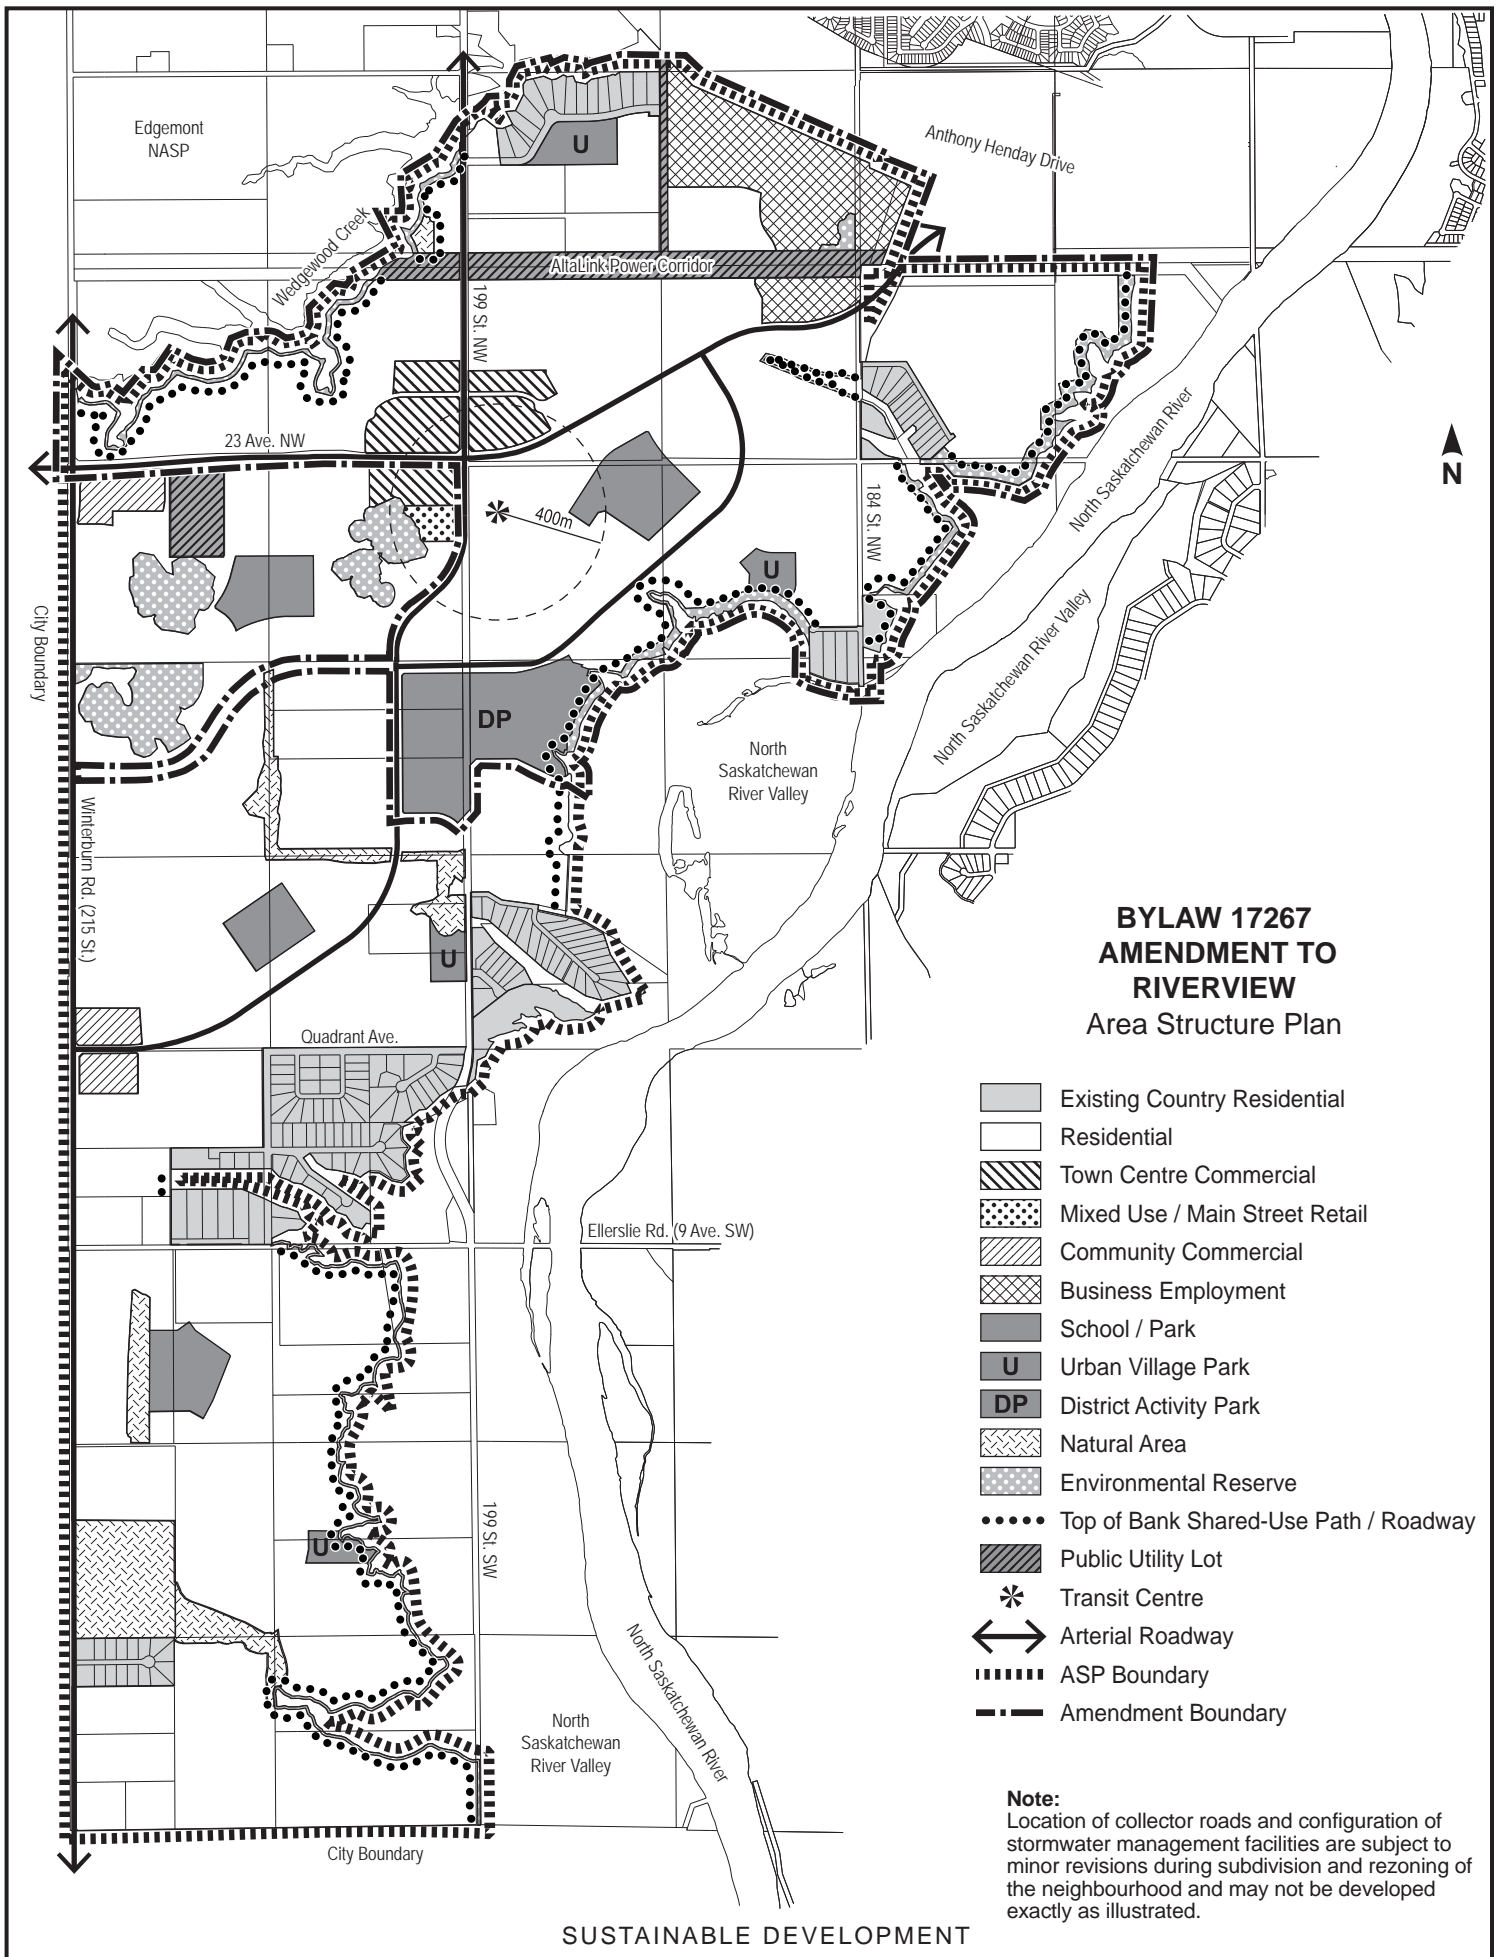 Edgemont
NASP
U
Anthony Henday Drive
Wedgewood Creek
AltaLink Power Corridor
199 St. NW
23 Ave. NW
400m
184 St. NW
North Saskatchewan River
N
U
City Boundary
North Saskatchewan River Valley
DP
North
Saskatchewan
River Valley
Winterburn Rd. (215 St.)
U
Quadrant Ave.
Ellerslie Rd. (9 Ave. SW)
199 St. SW
U
North Saskatchewan River
North
Saskatchewan
River Valley
City Boundary
BYLAW 17267
AMENDMENT TO
RIVERVIEW
Area Structure Plan
Existing Country Residential
Residential
Town Centre Commercial
Mixed Use / Main Street Retail
Community Commercial
Business Employment
School / Park
U Urban Village Park
DP District Activity Park
Natural Area
Environmental Reserve
Top of Bank Shared-Use Path / Roadway
Public Utility Lot
Transit Centre
Arterial Roadway
ASP Boundary
Amendment Boundary
Note:
Location of collector roads and configuration of
stormwater management facilities are subject to
minor revisions during subdivision and rezoning of
the neighbourhood and may not be developed
exactly as illustrated.
SUSTAINABLE DEVELOPMENT